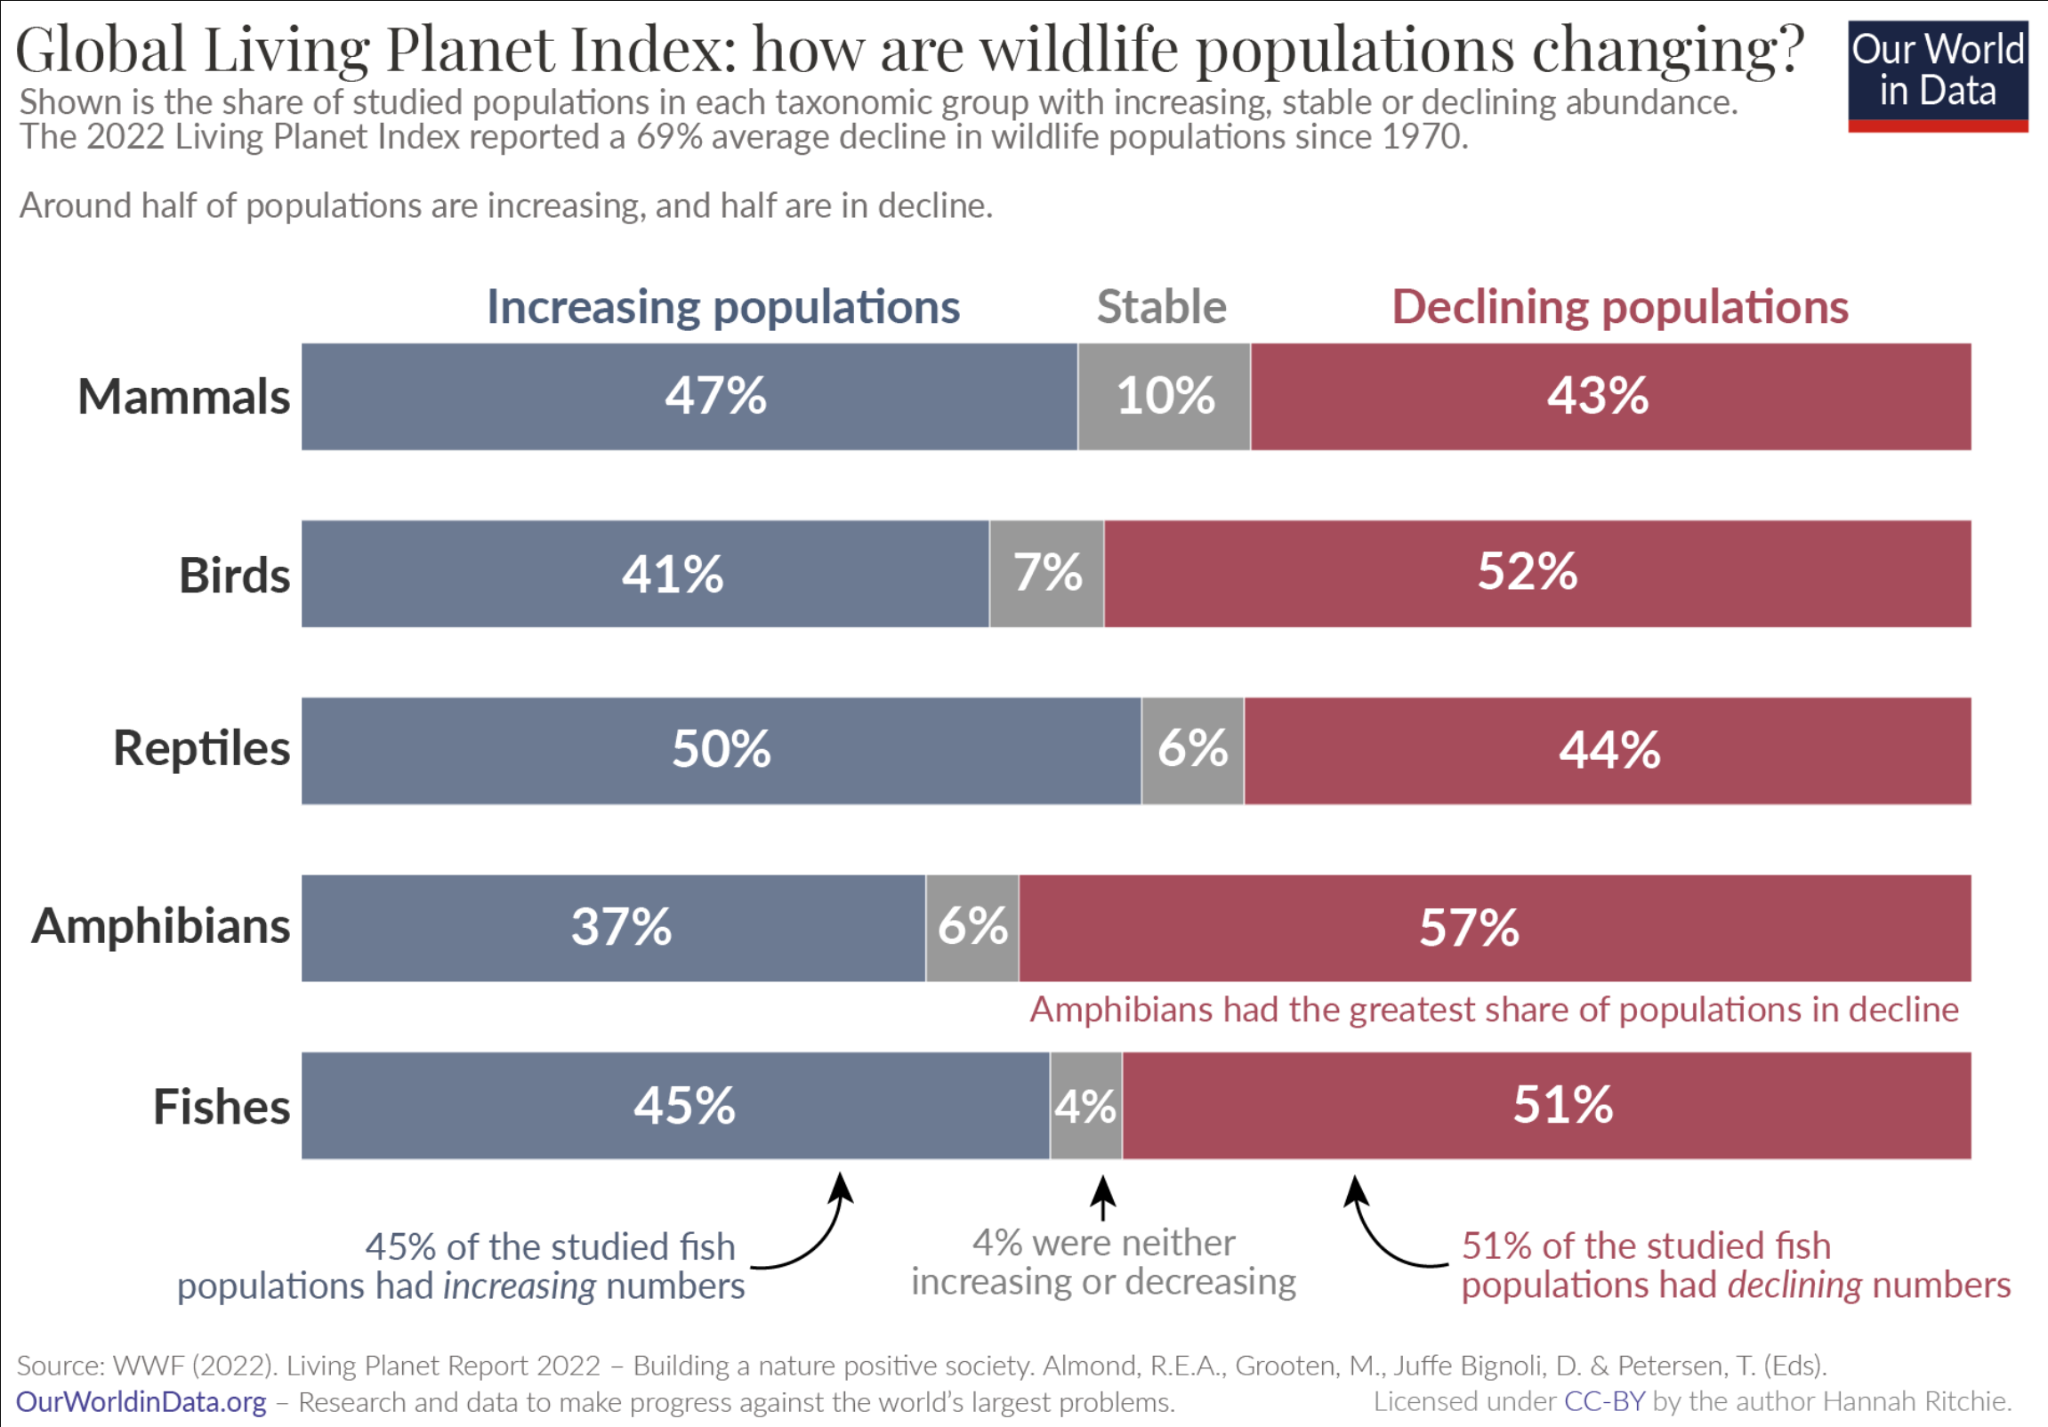 Global Living Planet Index: how are wildlife populations changing?
Our World
in Data
Shown is the share of studied populations in each taxonomic group with increasing, stable or declining abundance.
The 2022 Living Planet Index reported a 69% average decline in wildlife populations since 1970.
Around half of populations are increasing, and half are in decline.
Increasing populations Stable Declining populations
Mammals 47% 10% 43%
Birds 41% 7% 52%
Reptiles 50% 6% 44%
Amphibians 37% 6% 57%
Amphibians had the greatest share of populations in decline
Fishes 45% 4% 51%
45% of the studied fish
populations had increasing numbers
4% were neither
increasing or decreasing
51% of the studied fish
populations had declining numbers
Source: WWF (2022). Living Planet Report 2022 – Building a nature positive society. Almond, R.E.A., Grooten, M., Juffe Bignoli, D. & Petersen, T. (Eds).
OurWorldinData.org – Research and data to make progress against the world's largest problems.
Licensed under CC-BY by the author Hannah Ritchie.